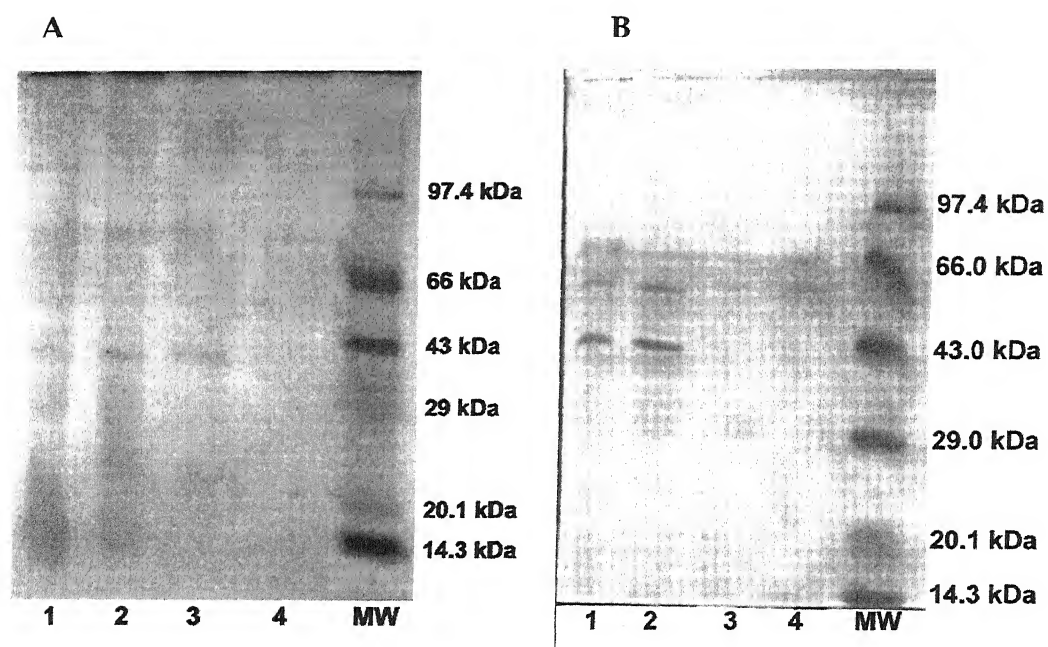 A
97.4 kDa
66 kDa
43 kDa
29 kDa
20.1 kDa
14.3 kDa
1 2 3 4 MW
B
97.4 kDa
66.0 kDa
43.0 kDa
29.0 kDa
20.1 kDa
14.3 kDa
1 2 3 4 MW